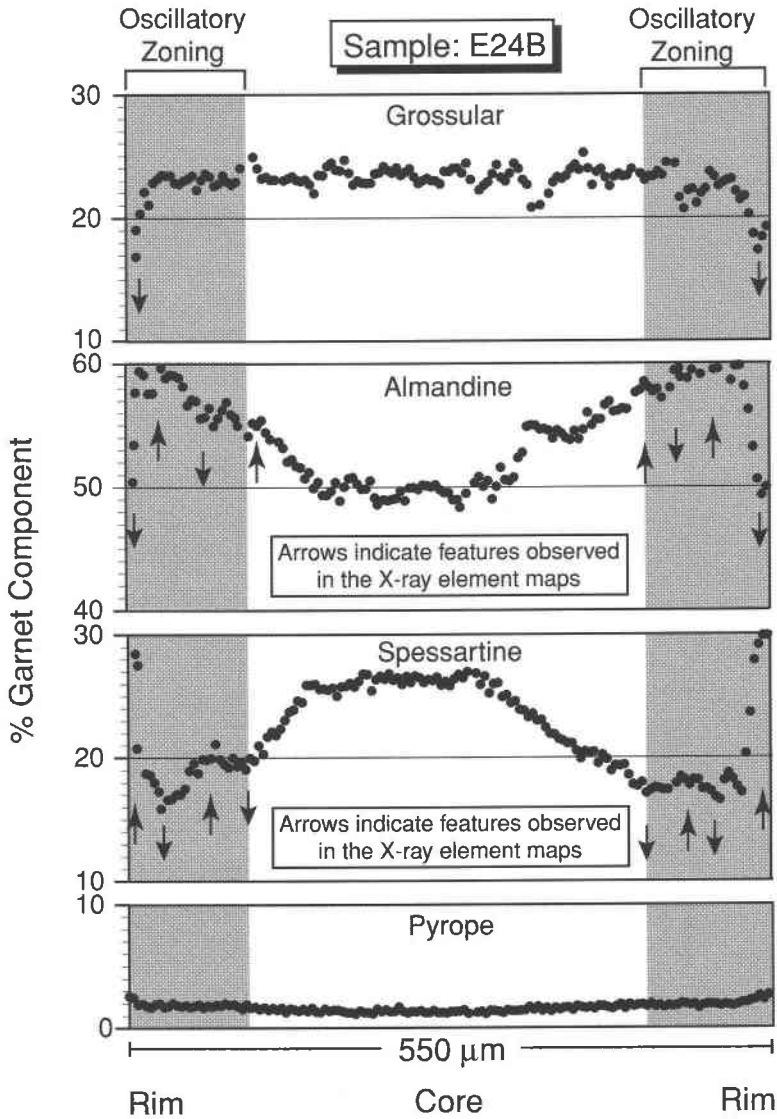 Oscillatory
Zoning
Sample: E24B
Oscillatory
Zoning
% Garnet Component
30
Grossular
20
10
60
Almandine
50
Arrows indicate features observed
in the X-ray element maps
40
30
Spessartine
20
Arrows indicate features observed
in the X-ray element maps
10
10
Pyrope
0
550 μm
Rim
Core
Rim